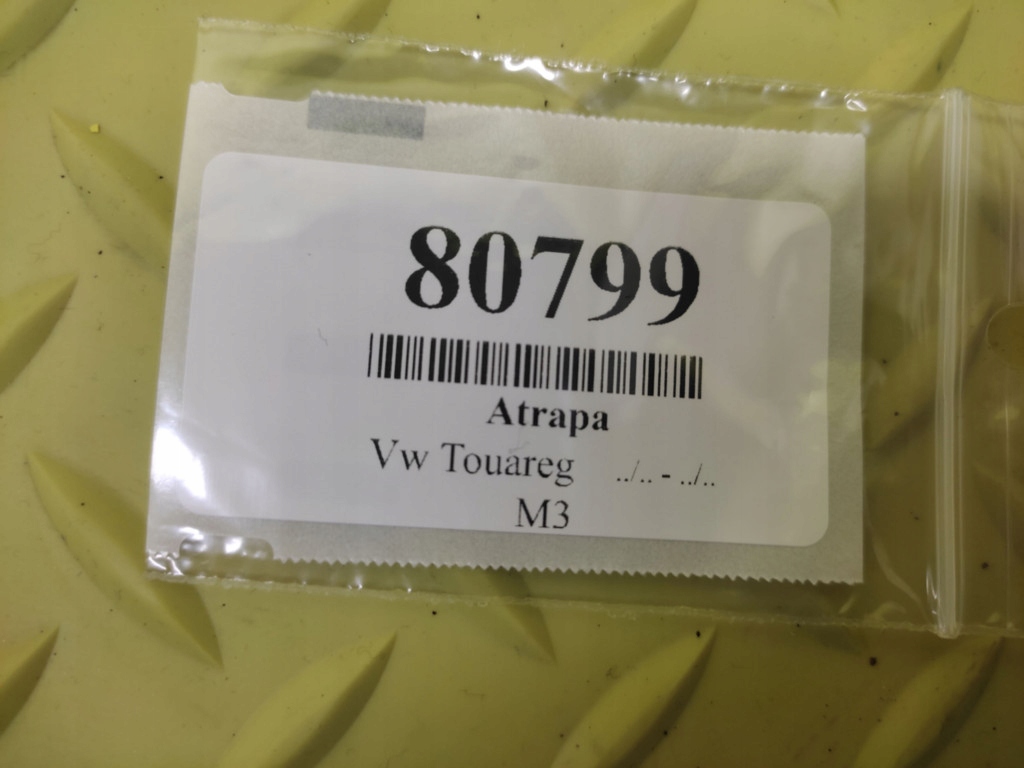 80799
Atrapa
Vw Touareg ../.. - ../..
M3